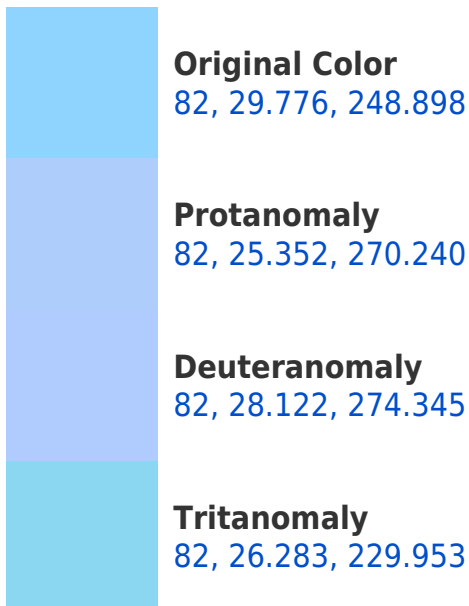 Original Color
82, 29.776, 248.898
Protanomaly
82, 25.352, 270.240
Deuteranomaly
82, 28.122, 274.345
Tritanomaly
82, 26.283, 229.953